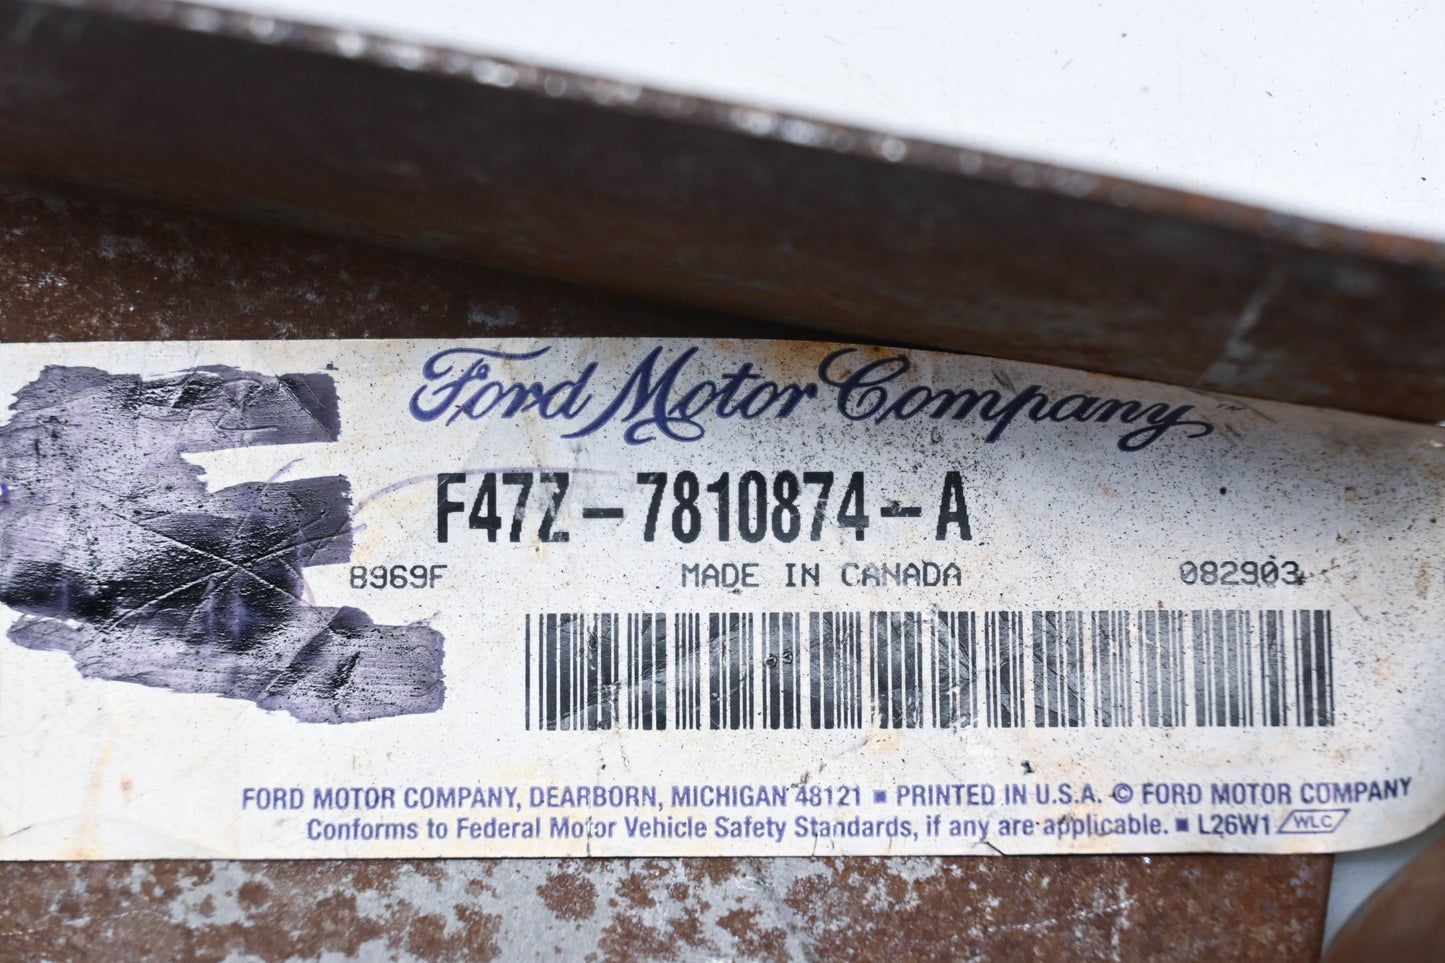 Ford Motor Company™
F47Z-7810874-A
8969F MADE IN CANADA 082903
FORD MOTOR COMPANY, DEARBORN, MICHIGAN 48121 ■ PRINTED IN U.S.A. © FORD MOTOR COMPANY
Conforms to Federal Motor Vehicle Safety Standards, if any are applicable. ■ L26W1 WLC